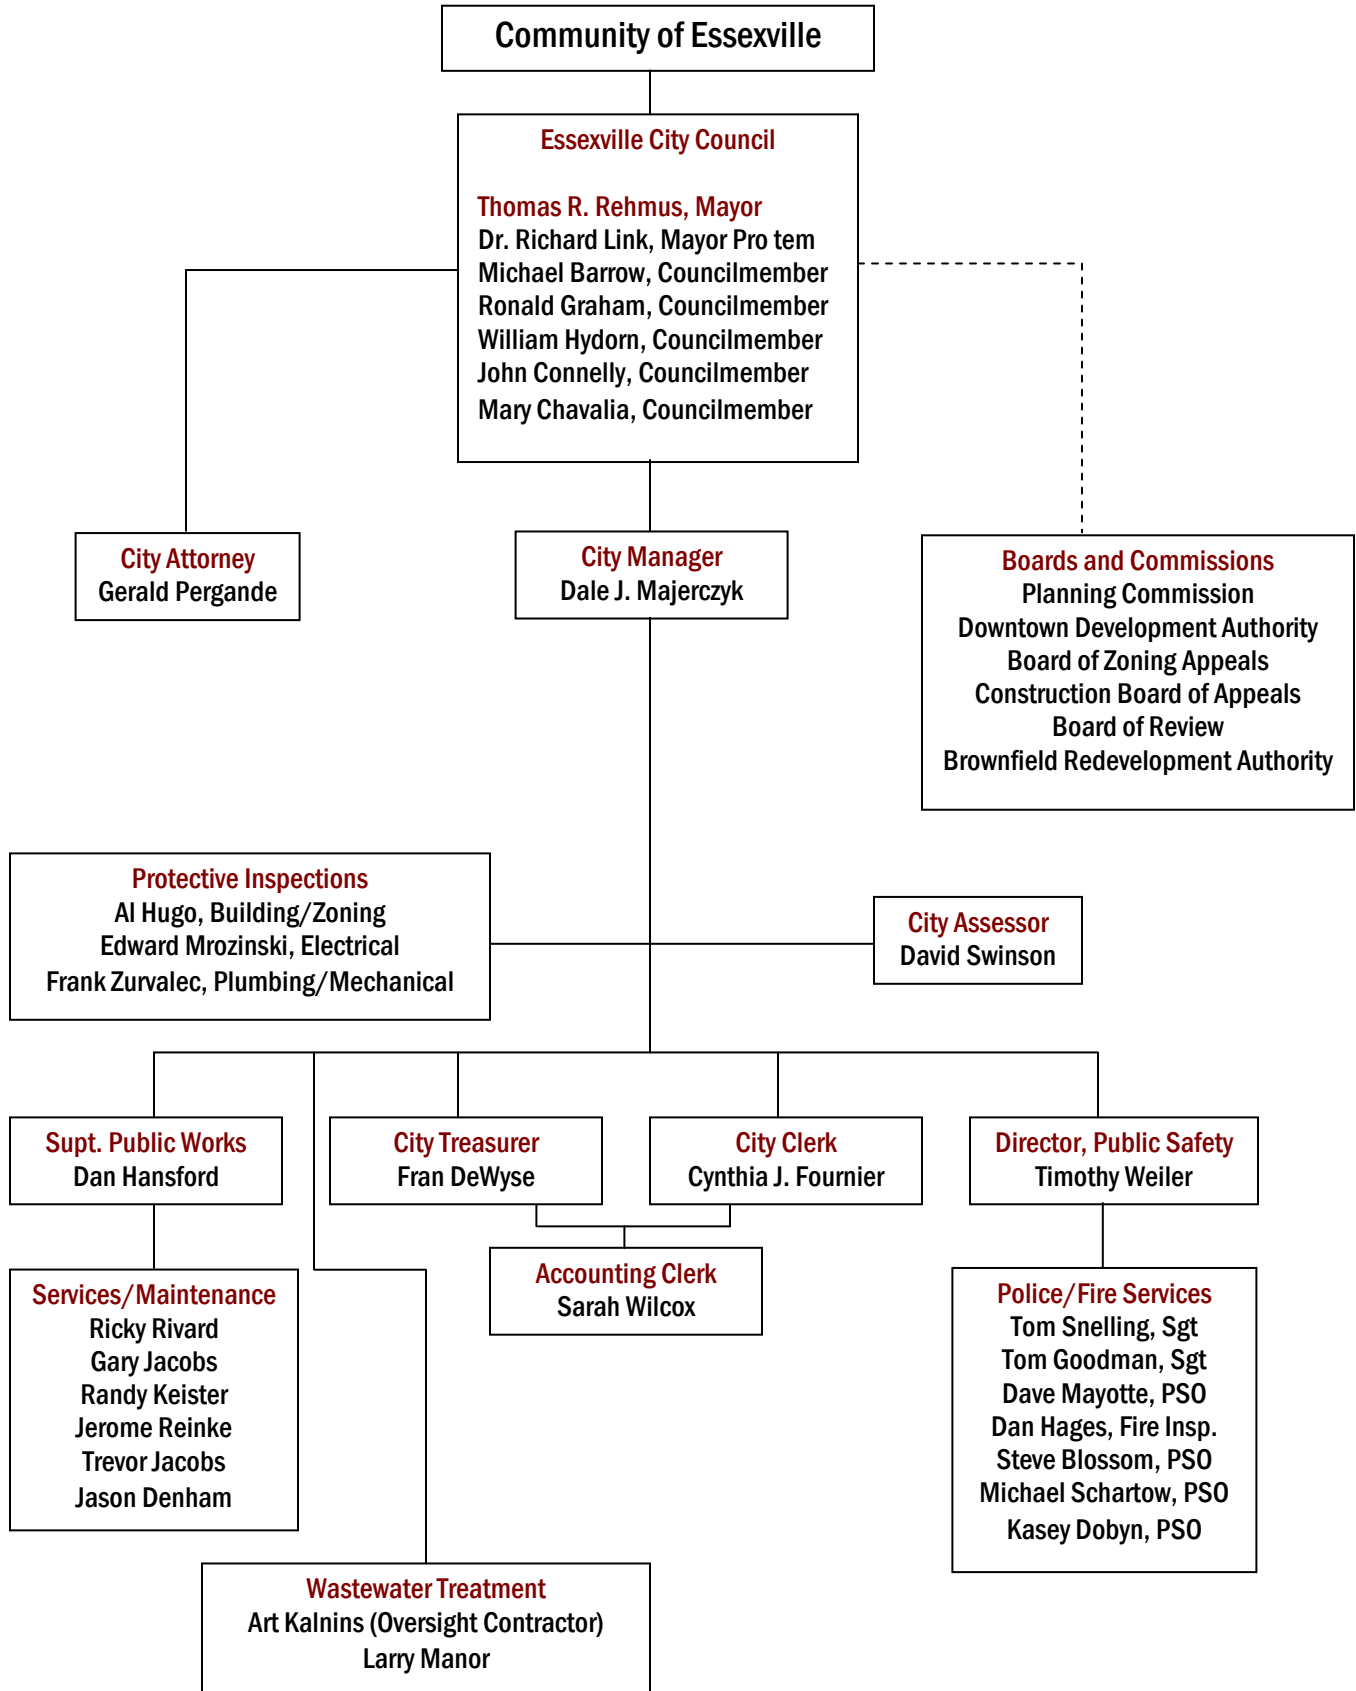 Community of Essexville
Essexville City Council
Thomas R. Rehmus, Mayor
Dr. Richard Link, Mayor Pro tem
Michael Barrow, Councilmember
Ronald Graham, Councilmember
William Hydorn, Councilmember
John Connelly, Councilmember
Mary Chavalia, Councilmember
City Attorney
Gerald Pergande
City Manager
Dale J. Majerczyk
Boards and Commissions
Planning Commission
Downtown Development Authority
Board of Zoning Appeals
Construction Board of Appeals
Board of Review
Brownfield Redevelopment Authority
Protective Inspections
Al Hugo, Building/Zoning
Edward Mrozinski, Electrical
Frank Zurvalec, Plumbing/Mechanical
City Assessor
David Swinson
Supt. Public Works
Dan Hansford
City Treasurer
Fran DeWyse
City Clerk
Cynthia J. Fournier
Director, Public Safety
Timothy Weiler
Services/Maintenance
Ricky Rivard
Gary Jacobs
Randy Keister
Jerome Reinke
Trevor Jacobs
Jason Denham
Accounting Clerk
Sarah Wilcox
Police/Fire Services
Tom Snelling, Sgt
Tom Goodman, Sgt
Dave Mayotte, PSO
Dan Hages, Fire Insp.
Steve Blossom, PSO
Michael Schartow, PSO
Kasey Dobyn, PSO
Wastewater Treatment
Art Kalnins (Oversight Contractor)
Larry Manor